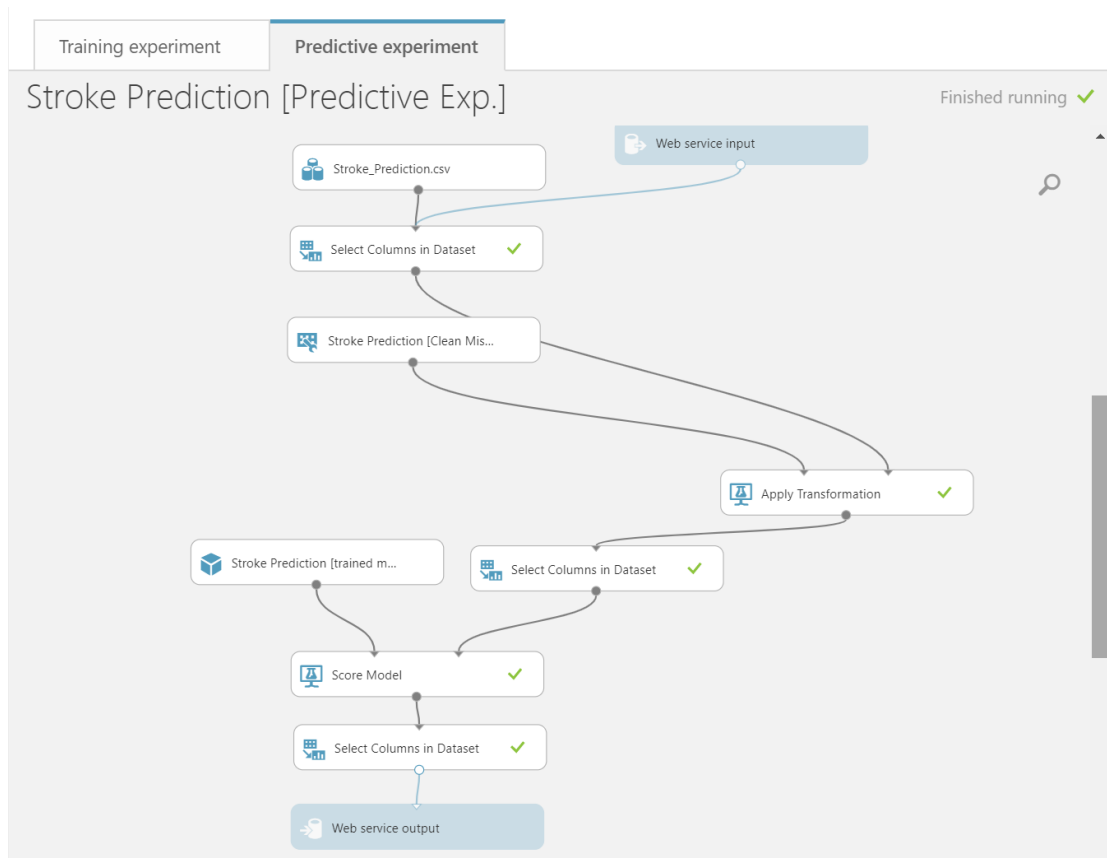 Training experiment
Predictive experiment
Stroke Prediction [Predictive Exp.]
Finished running
Web service input
Stroke_Prediction.csv
Select Columns in Dataset
Stroke Prediction [Clean Mis...
Apply Transformation
Stroke Prediction [trained m...
Select Columns in Dataset
Score Model
Select Columns in Dataset
Web service output